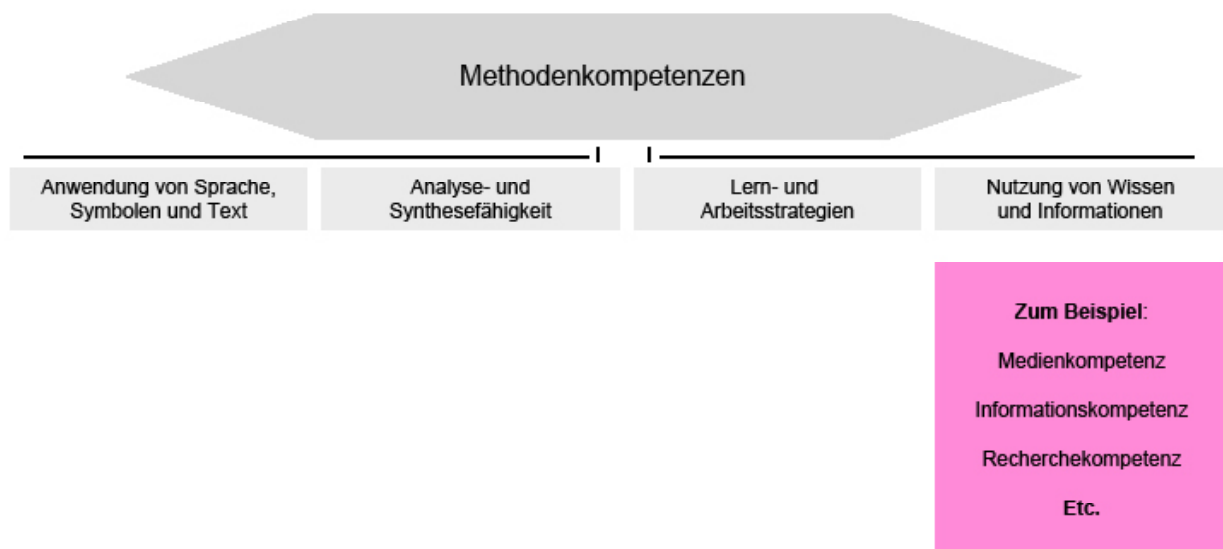 Methodenkompetenzen
Anwendung von Sprache,
Symbolen und Text
Analyse- und
Synthesefähigkeit
Lern- und
Arbeitsstrategien
Nutzung von Wissen
und Informationen
Zum Beispiel:
Medienkompetenz
Informationskompetenz
Recherchekompetenz
Etc.